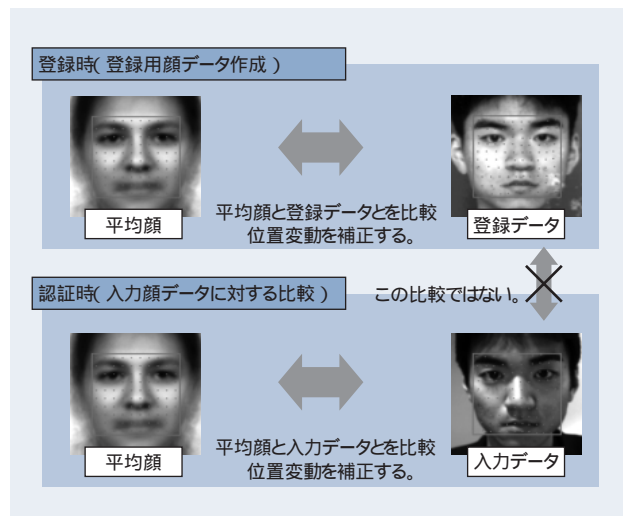 登録時(登録用顔データ作成)
平均顔
平均顔と登録データとを比較
位置変動を補正する。
登録データ
認証時(入力顔データに対する比較)
この比較ではない。
平均顔
平均顔と入力データとを比較
位置変動を補正する。
入力データ